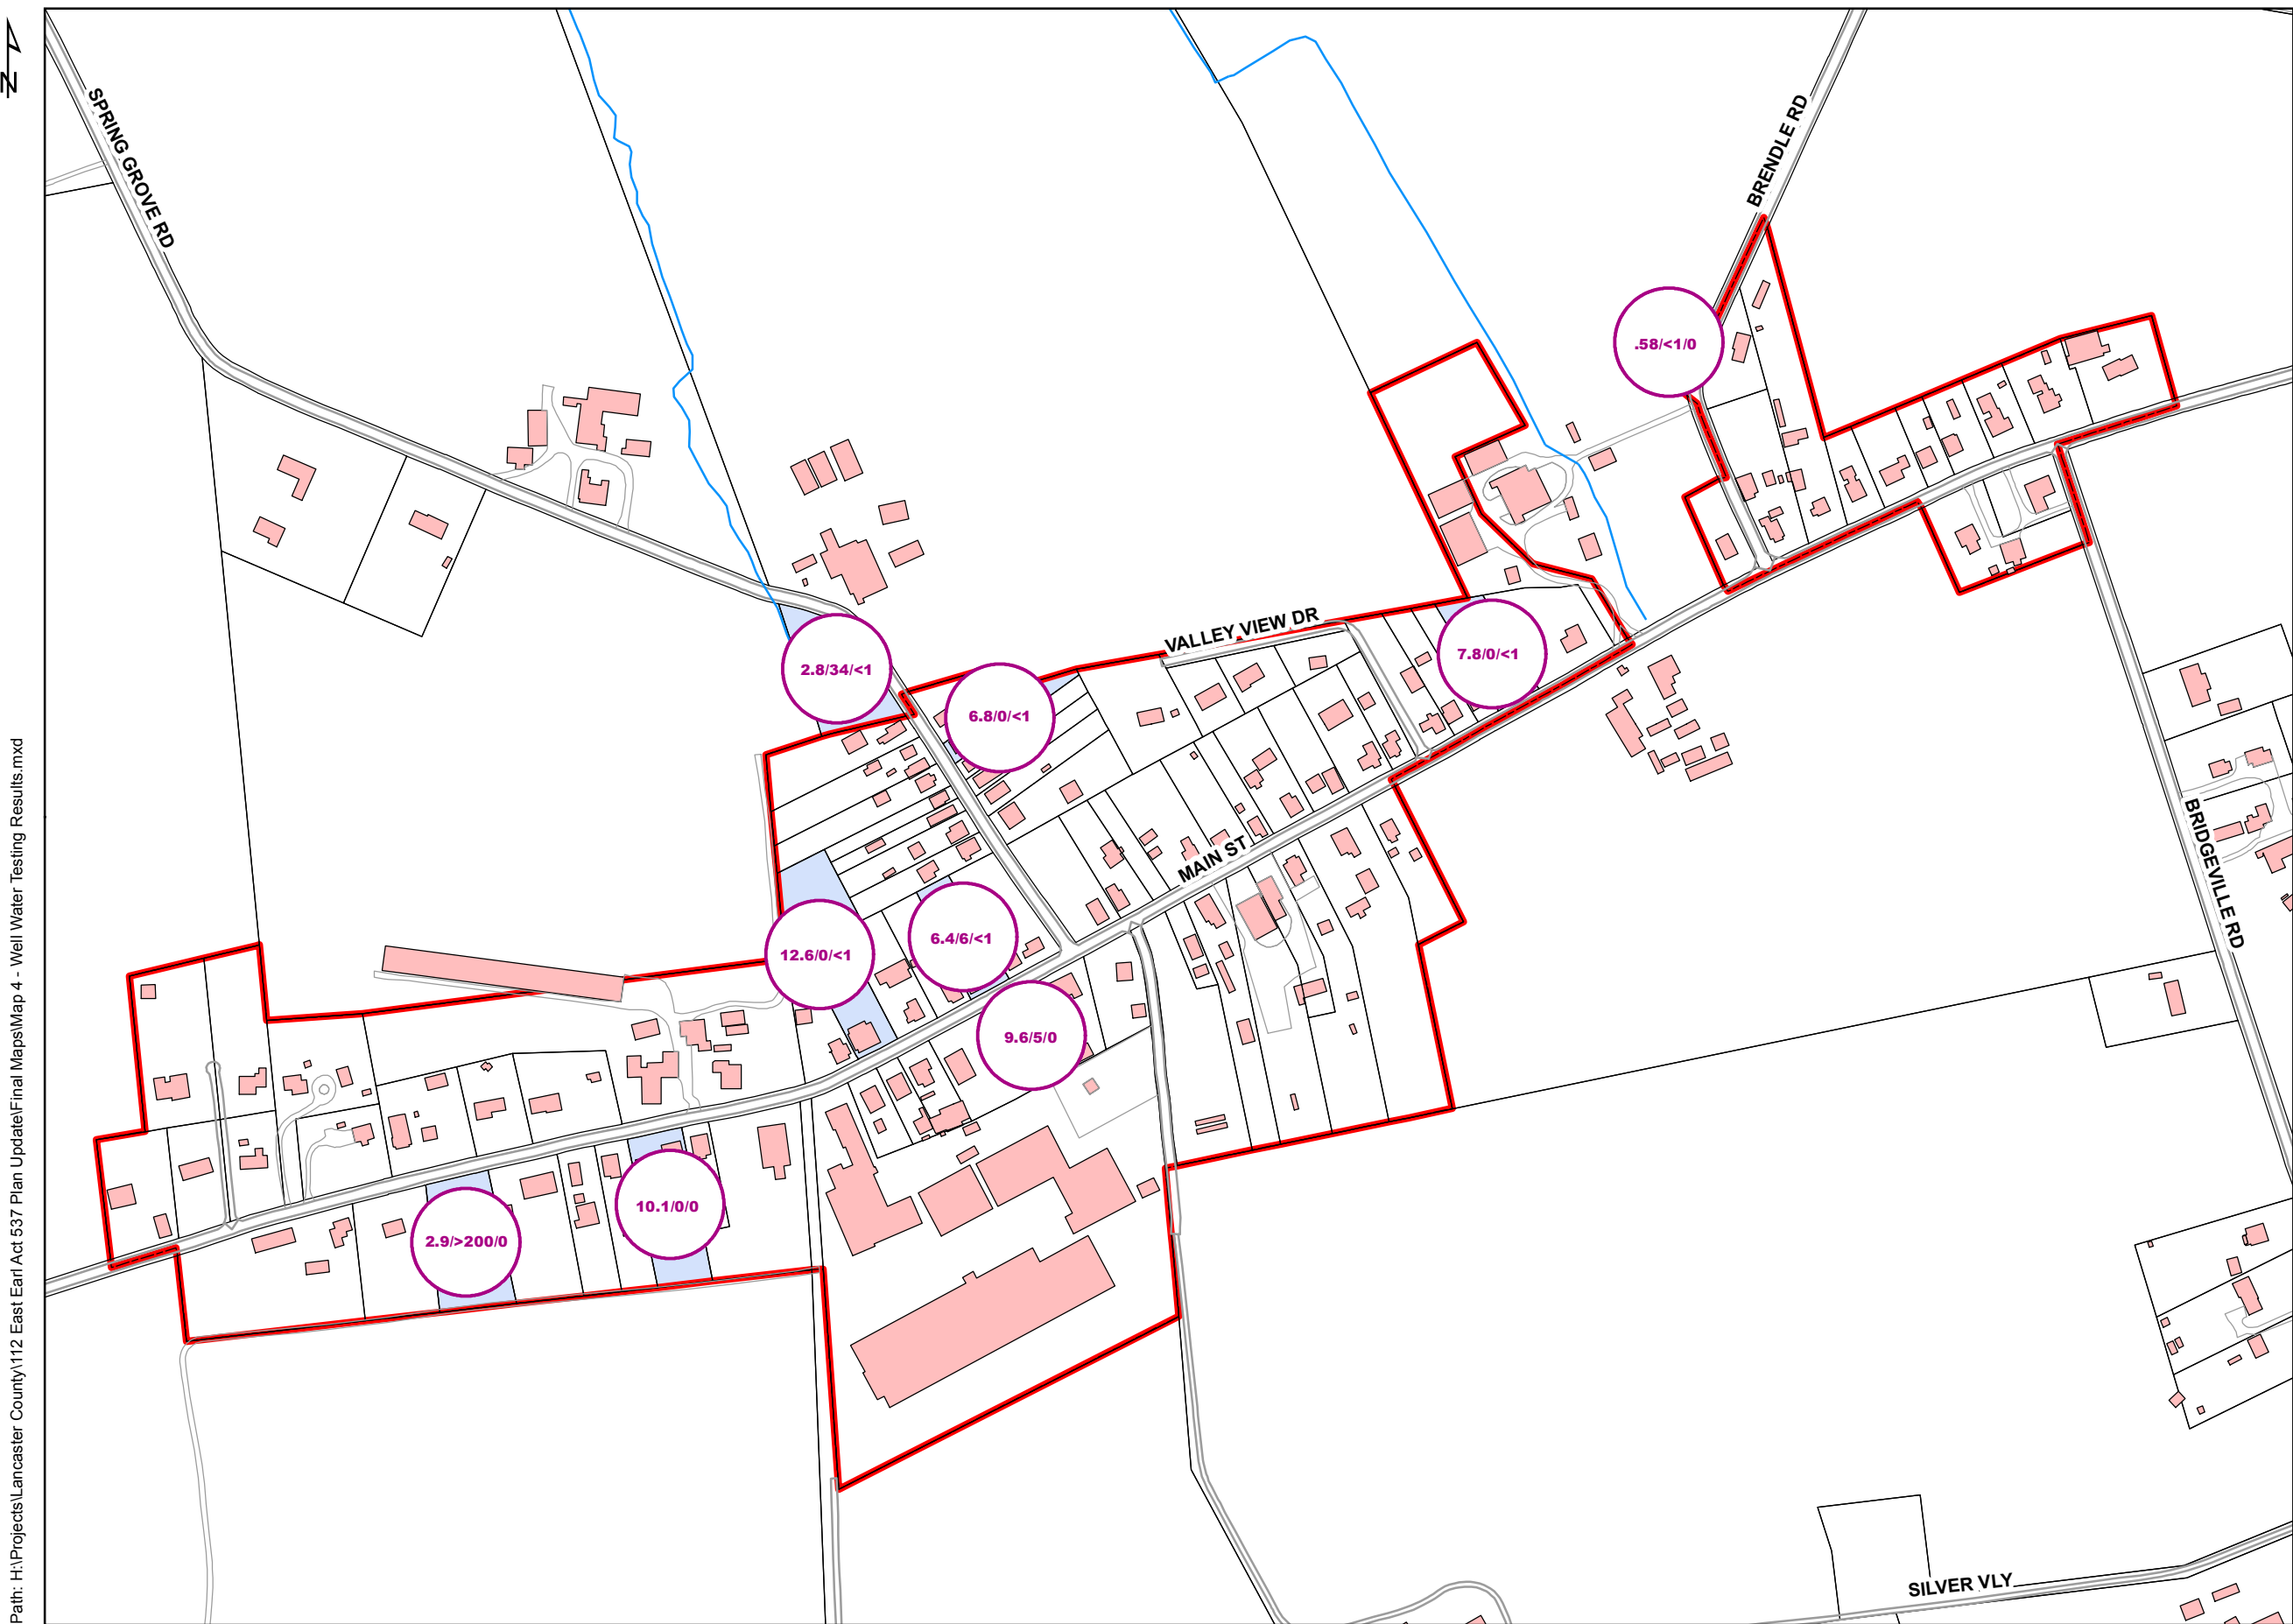 N
SPRING GROVE RD
BRENDLE RD
.58/<1/0
VALLEY VIEW DR
7.8/0/<1
2.8/34/<1
6.8/0/<1
MAIN ST
BRIDGEVILLE RD
6.4/6/<1
12.6/0/<1
9.6/5/0
10.1/0/0
2.9/>200/0
SILVER VLY
Path: H:\Projects\Lancaster County\112 East Earl Act 537 Plan Update\Final Maps\Map 4 - Well Water Testing Results.mxd